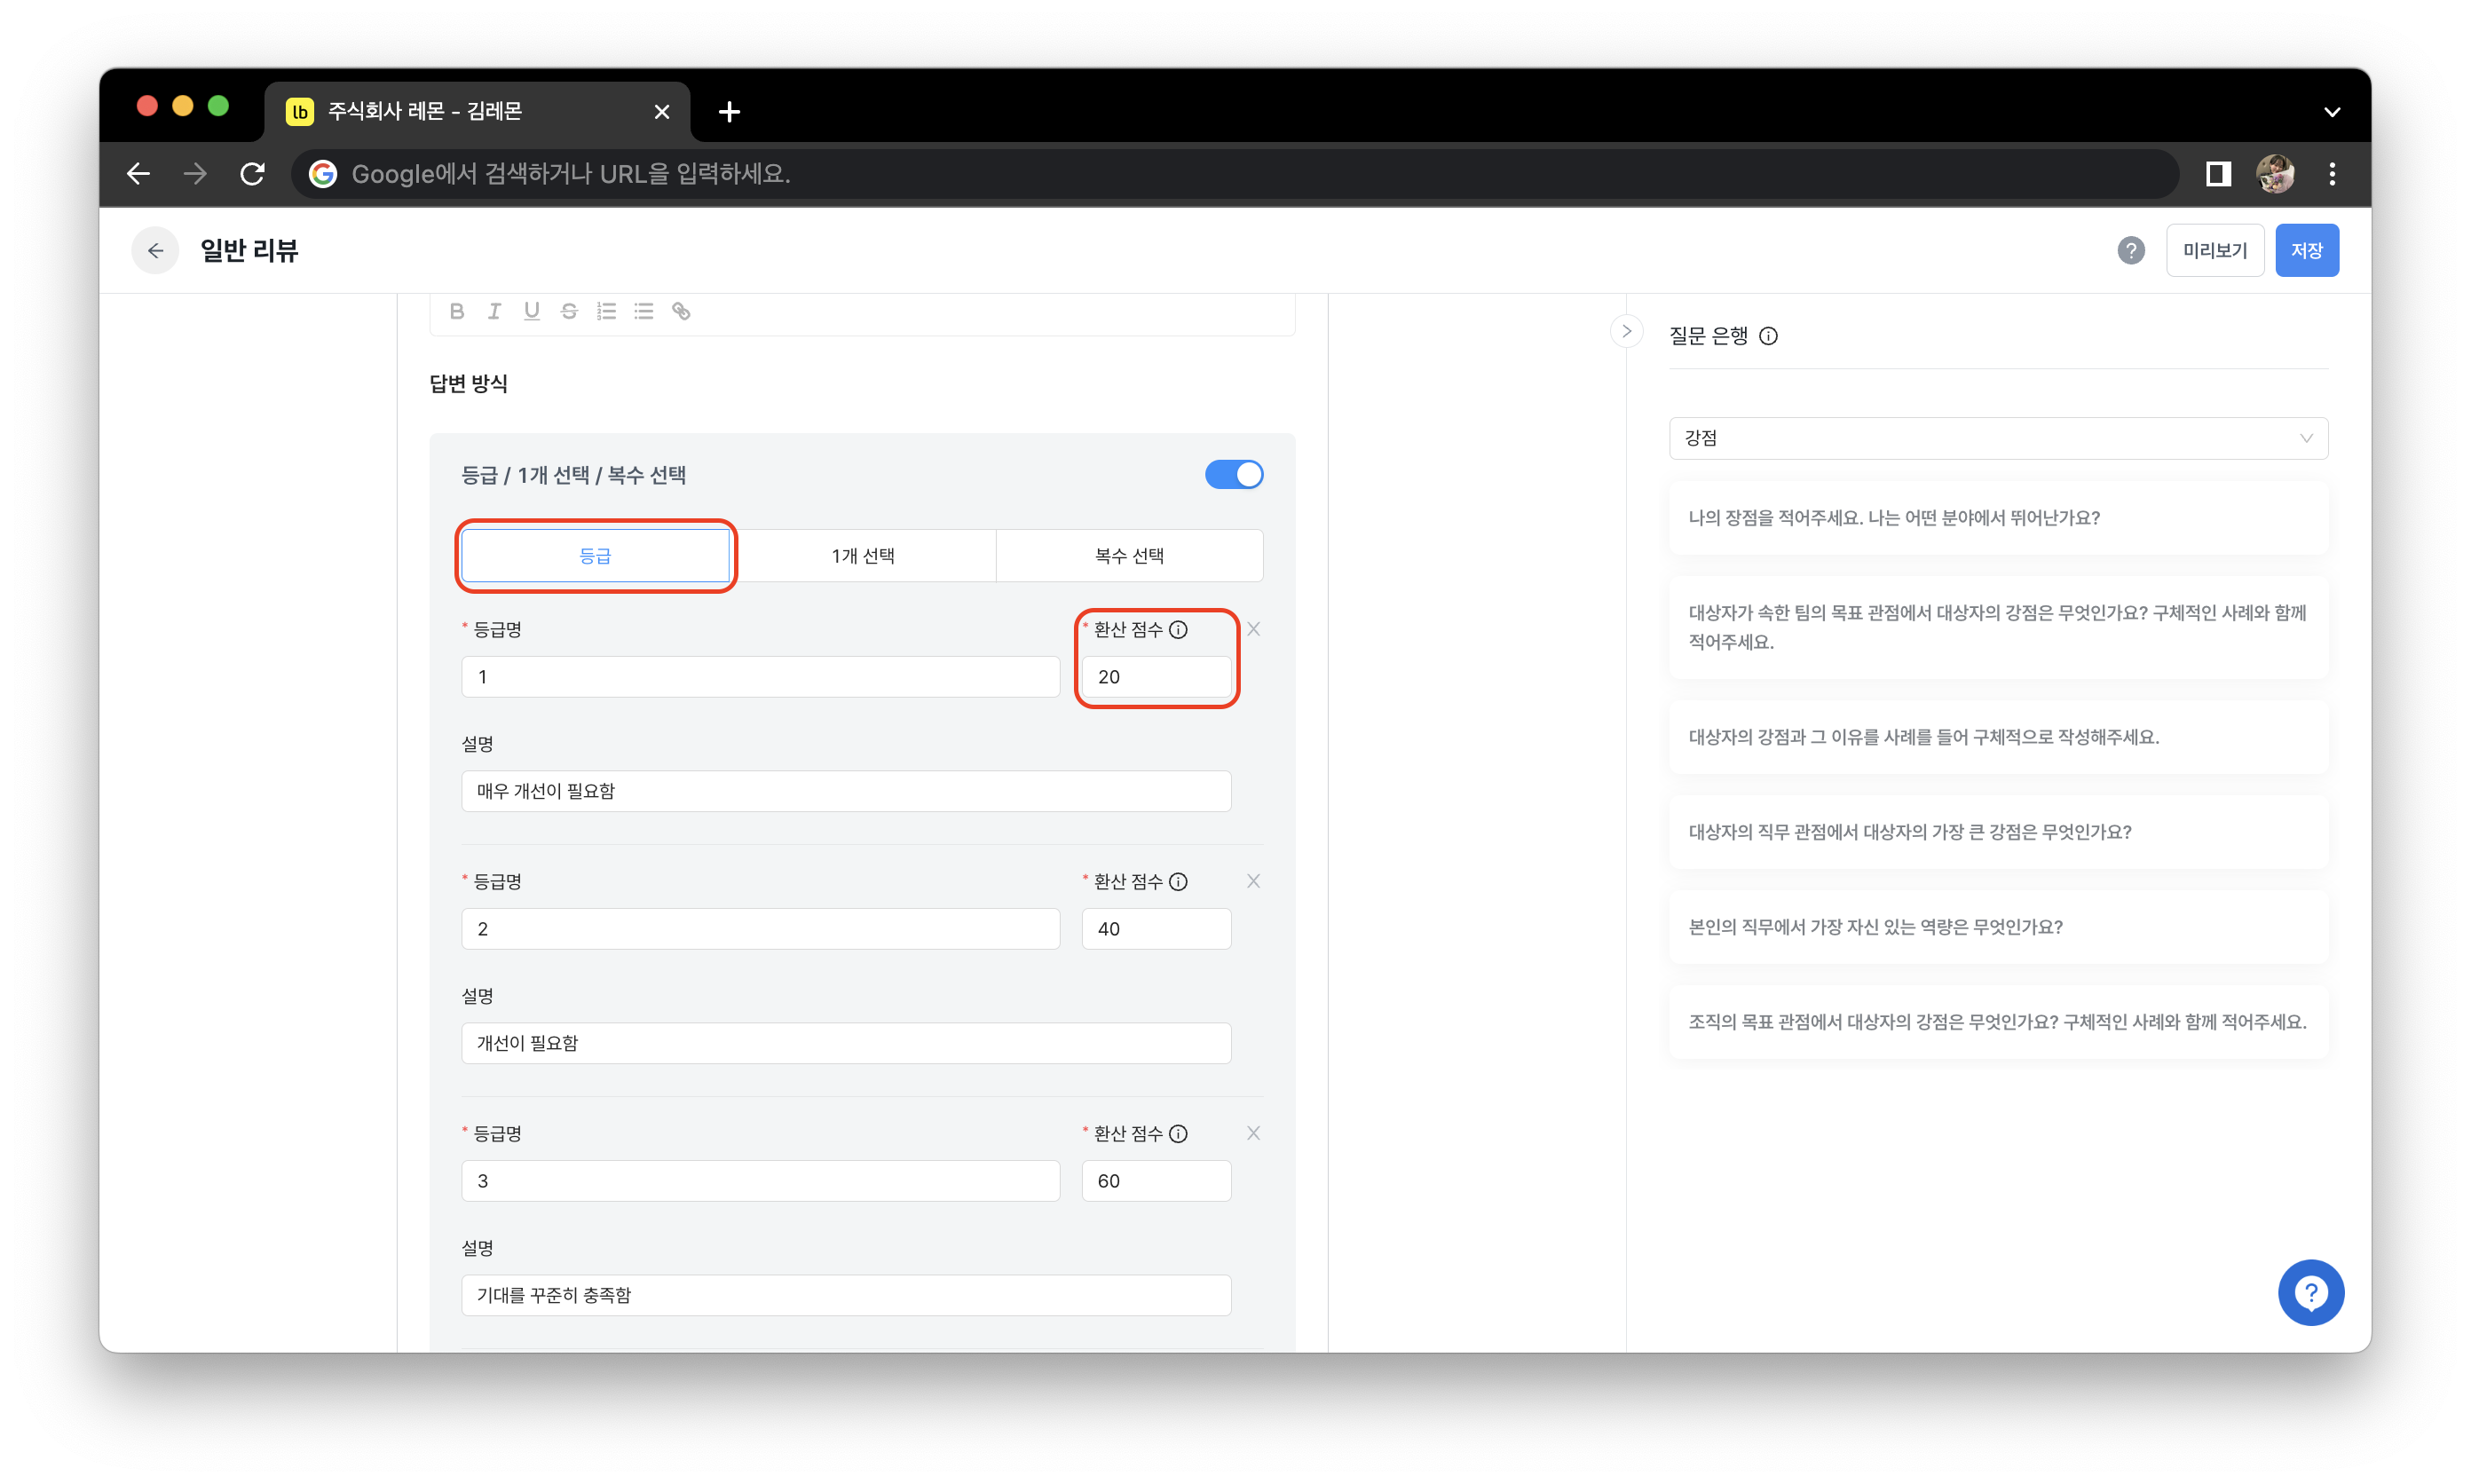 lb 주식회사 레몬 - 김레몬
Google에서 검색하거나 URL을 입력하세요.
일반 리뷰
미리보기
저장
답변 방식
등급 / 1개 선택 / 복수 선택
등급
1개 선택
복수 선택
* 등급명
* 환산 점수
1
20
설명
매우 개선이 필요함
* 등급명
* 환산 점수
2
40
설명
개선이 필요함
* 등급명
* 환산 점수
3
60
설명
기대를 꾸준히 충족함
질문 은행
강점
나의 장점을 적어주세요. 나는 어떤 분야에서 뛰어난가요?
대상자가 속한 팀의 목표 관점에서 대상자의 강점은 무엇인가요? 구체적인 사례와 함께
적어주세요.
대상자의 강점과 그 이유를 사례를 들어 구체적으로 작성해주세요.
대상자의 직무 관점에서 대상자의 가장 큰 강점은 무엇인가요?
본인의 직무에서 가장 자신 있는 역량은 무엇인가요?
조직의 목표 관점에서 대상자의 강점은 무엇인가요? 구체적인 사례와 함께 적어주세요.